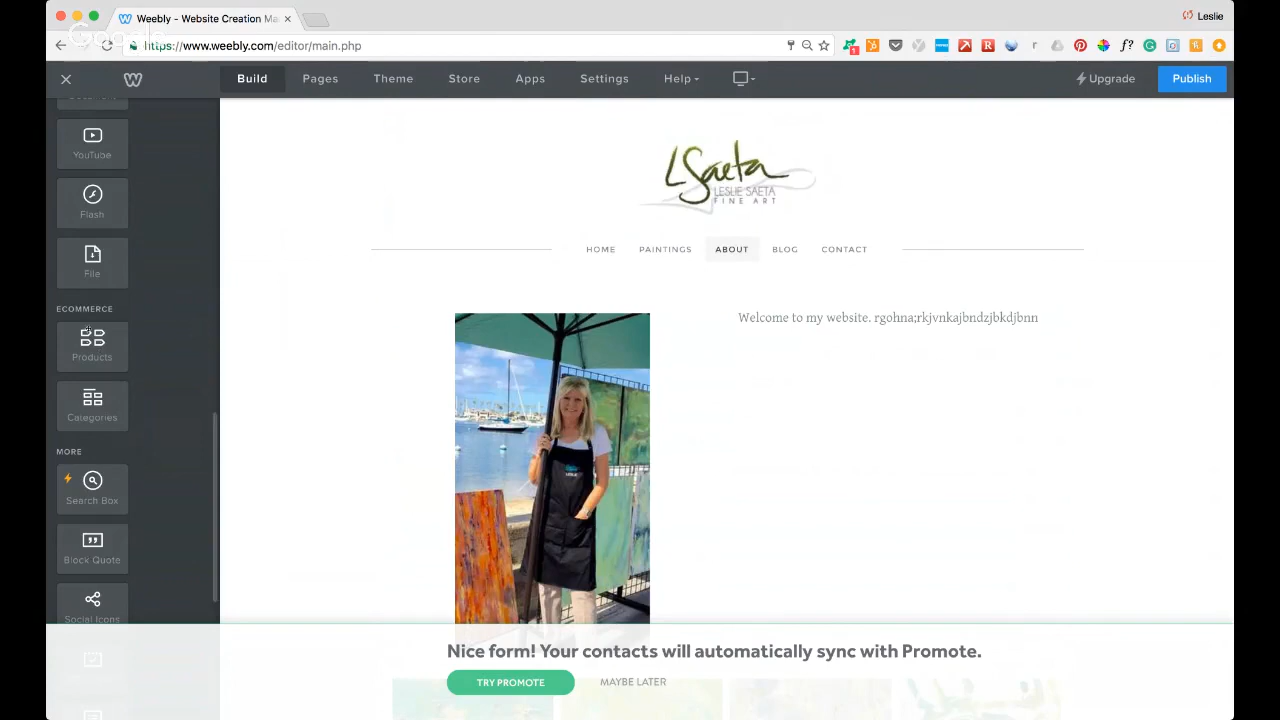 Weebly - Website Creation Ma
Leslie
Google
https://www.weebly.com/editor/main.php
1
Build
Pages
Theme
Store
Apps
Settings
Help
Upgrade
Publish
YouTube
Flash
File
ECOMMERCE
Products
Categories
MORE
Search Box
Block Quote
Social Icons
LSaeta
LESLIE SAETA
FINE ART
HOME
PAINTINGS
ABOUT
BLOG
CONTACT
Welcome to my website. rgohna;rkjvnkajbndzjbkdjbnn
Nice form! Your contacts will automatically sync with Promote.
TRY PROMOTE
MAYBE LATER